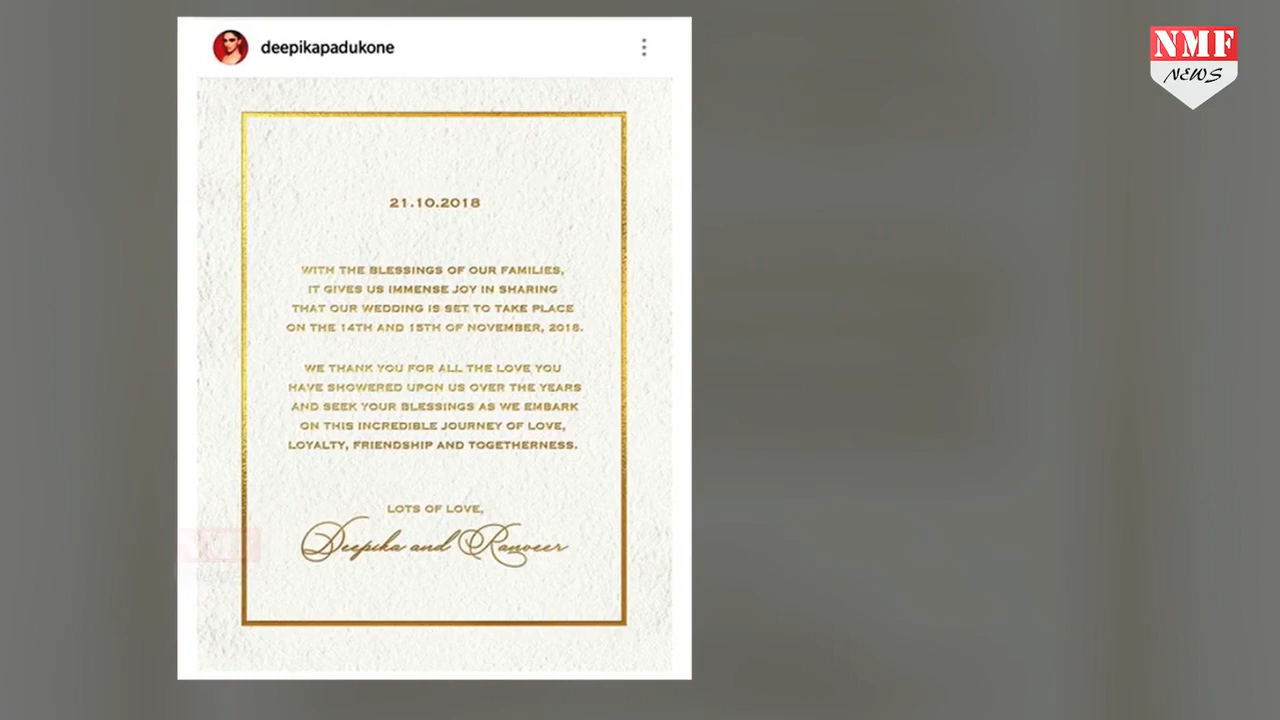 deepikapadukone
NMF
NEWS
21.10.2018
WITH THE BLESSINGS OF OUR FAMILIES,
IT GIVES US IMMENSE JOY IN SHARING
THAT OUR WEDDING IS SET TO TAKE PLACE
ON THE 14TH AND 15TH OF NOVEMBER, 2018.
WE THANK YOU FOR ALL THE LOVE YOU
HAVE SHOWERED UPON US OVER THE YEARS
AND SEEK YOUR BLESSINGS AS WE EMBARK
ON THIS INCREDIBLE JOURNEY OF LOVE,
LOYALTY, FRIENDSHIP AND TOGETHERNESS.
LOTS OF LOVE,
Deepika and Ranveer
NMF